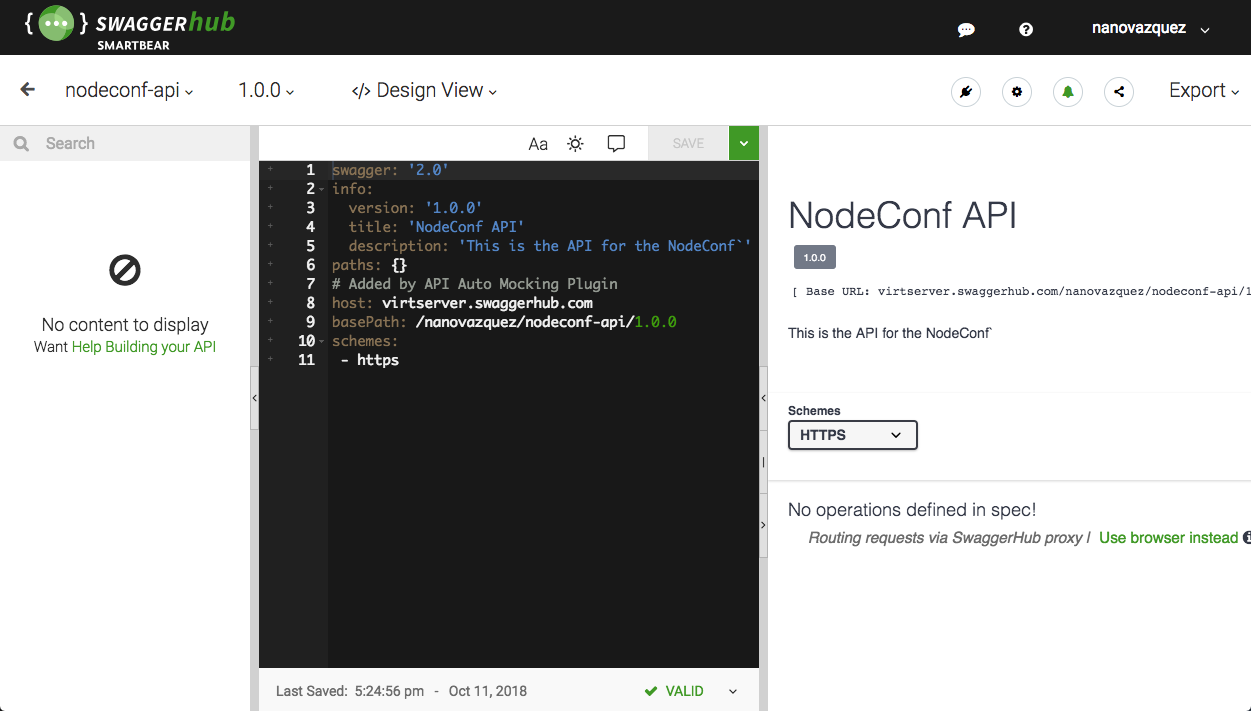 {...} SWAGGERhub
SMARTBEAR
nanovazquez
nodeconf-api
1.0.0
</> Design View
Export
Search
No content to display
Want Help Building your API
Aa
SAVE
1 swagger: '2.0'
2 info:
3   version: '1.0.0'
4   title: 'NodeConf API'
5   description: 'This is the API for the NodeConf`'
6 paths: {}
7 # Added by API Auto Mocking Plugin
8 host: virtserver.swaggerhub.com
9 basePath: /nanovazquez/nodeconf-api/1.0.0
10 schemes:
11  - https
Last Saved: 5:24:56 pm - Oct 11, 2018
VALID
NodeConf API
1.0.0
[ Base URL: virtserver.swaggerhub.com/nanovazquez/nodeconf-api/1
This is the API for the NodeConf`
Schemes
HTTPS
No operations defined in spec!
Routing requests via SwaggerHub proxy | Use browser instead